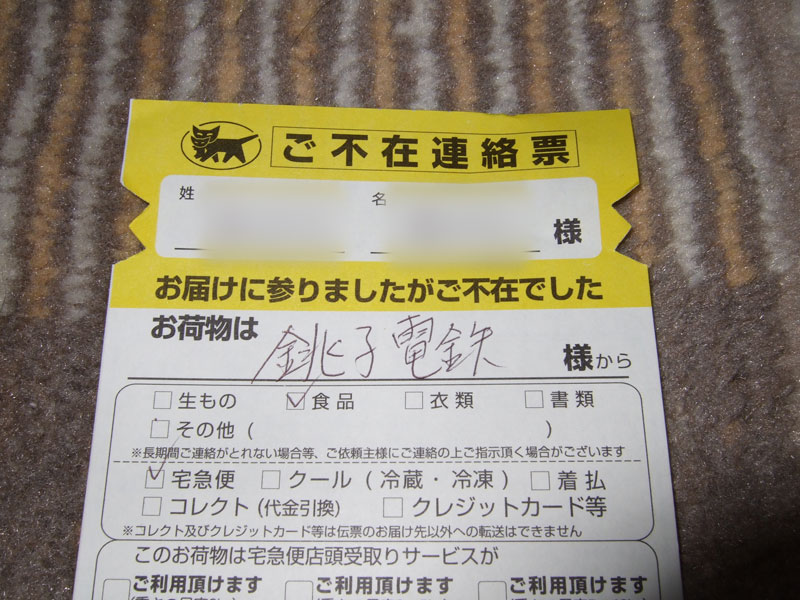 ご不在連絡票
姓 名 様
お届けに参りましたがご不在でした
お荷物は 銚子電鉄 様から
□生もの ☑食品 □衣類 □書類
□その他( )
※長期間ご連絡がとれない場合等、ご依頼主様にご連絡の上ご指示頂く場合がございます
☑宅急便 □クール(冷蔵・冷凍) □着払
□コレクト(代金引換) □クレジットカード等
※コレクト及びクレジットカード等は伝票のお届け先以外への転送はできません
このお荷物は宅急便店頭受取りサービスが
□ご利用頂けます □ご利用頂けます □ご利用頂けます